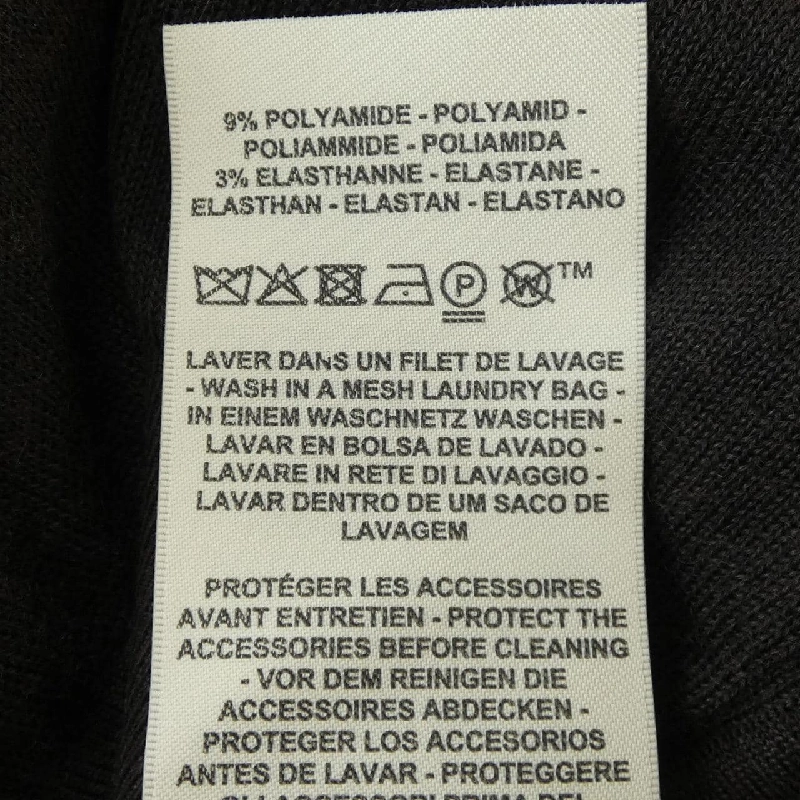 9% POLYAMIDE - POLYAMID -
POLIAMMIDE - POLIAMIDA
3% ELASTHANNE - ELASTANE -
ELASTHAN - ELASTAN - ELASTANO
P W TM
LAVER DANS UN FILET DE LAVAGE
- WASH IN A MESH LAUNDRY BAG -
IN EINEM WASCHNETZ WASCHEN -
LAVAR EN BOLSA DE LAVADO -
LAVARE IN RETE DI LAVAGGIO -
LAVAR DENTRO DE UM SACO DE
LAVAGEM
PROTÉGER LES ACCESSOIRES
AVANT ENTRETIEN - PROTECT THE
ACCESSORIES BEFORE CLEANING
- VOR DEM REINIGEN DIE
ACCESSOIRES ABDECKEN -
PROTEGER LOS ACCESORIOS
ANTES DE LAVAR - PROTEGGERE